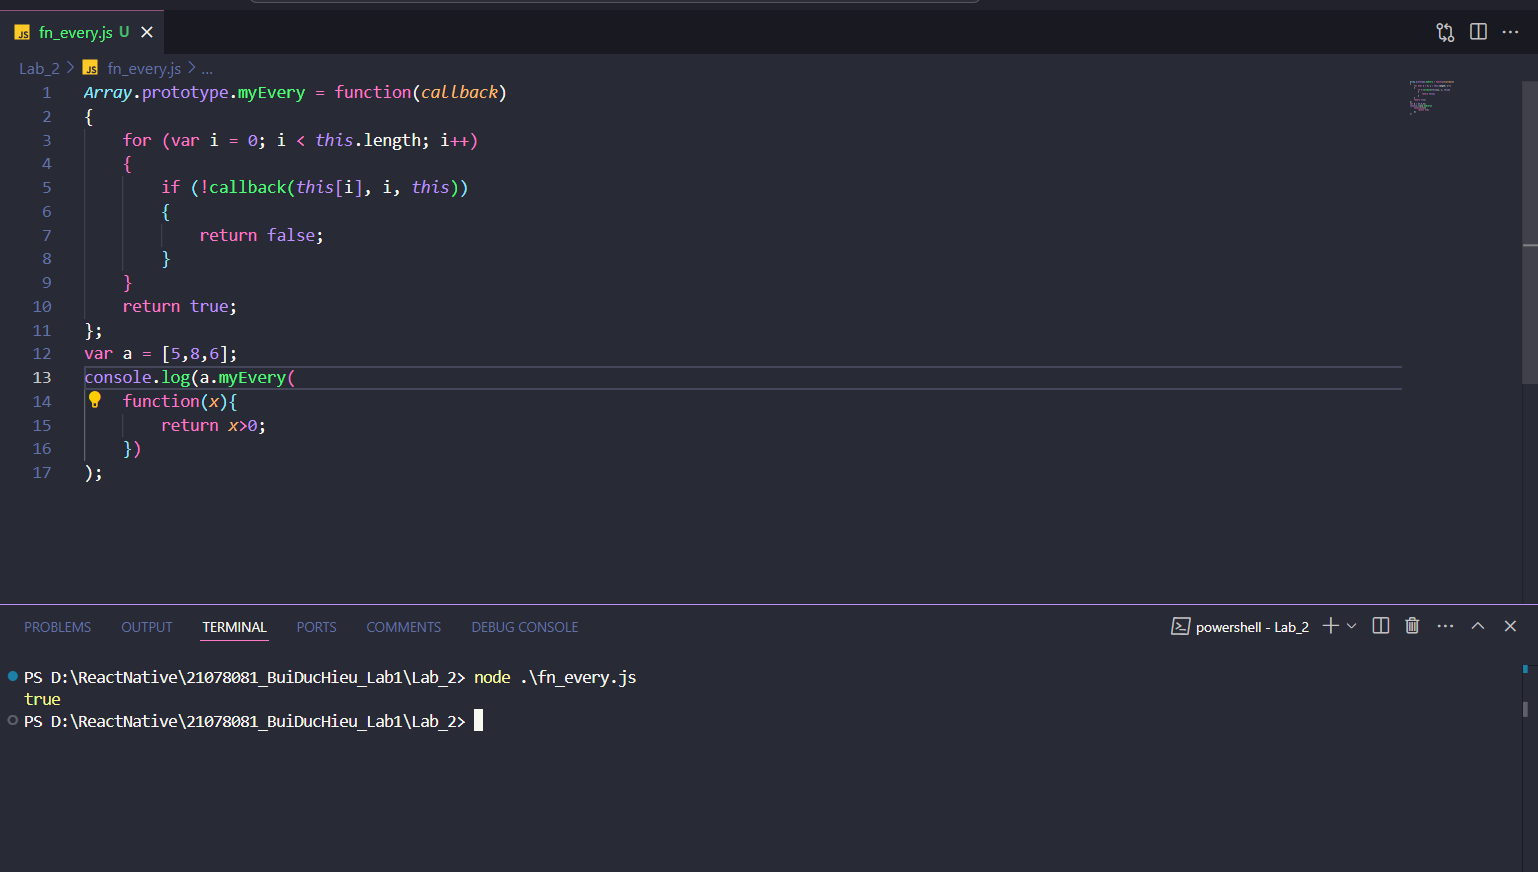 JS fn_every.js U
Lab_2 > JS fn_every.js > ...
1 Array.prototype.myEvery = function(callback)
2 {
3     for (var i = 0; i < this.length; i++)
4     {
5         if (!callback(this[i], i, this))
6         {
7             return false;
8         }
9     }
10     return true;
11 };
12 var a = [5,8,6];
13 console.log(a.myEvery(
14     function(x){
15         return x>0;
16     })
17 );
PROBLEMS OUTPUT TERMINAL PORTS COMMENTS DEBUG CONSOLE powershell - Lab_2
PS D:\ReactNative\21078081_BuiDucHieu_Lab1\Lab_2> node .\fn_every.js
true
PS D:\ReactNative\21078081_BuiDucHieu_Lab1\Lab_2>